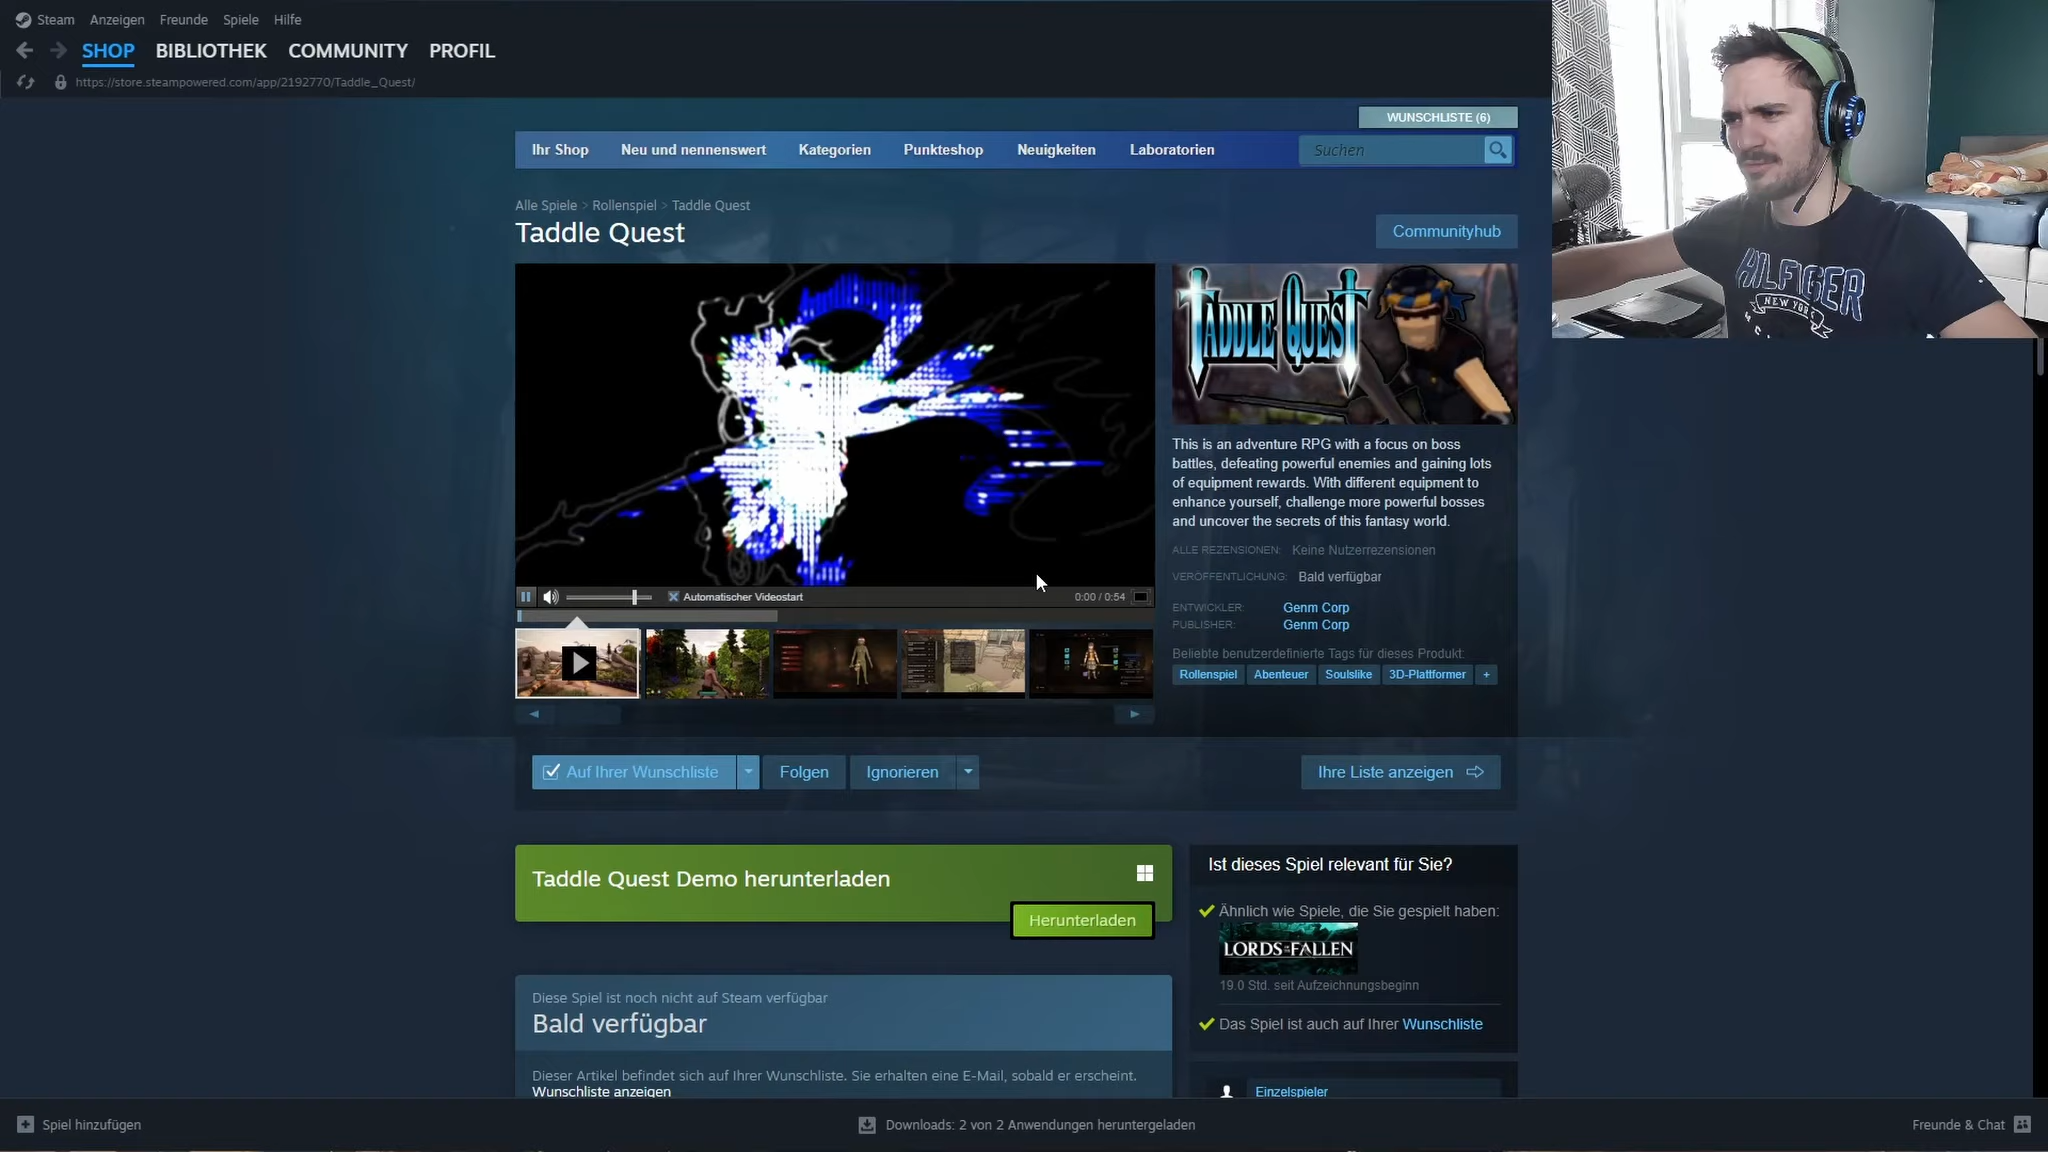 Steam Anzeigen Freunde Spiele Hilfe
SHOP BIBLIOTHEK COMMUNITY PROFIL
https://store.steampowered.com/app/2192770/Taddle_Quest/
WUNSCHLISTE (6)
Ihr Shop Neu und nennenswert Kategorien Punkteshop Neuigkeiten Laboratorien Suchen
Alle Spiele > Rollenspiel > Taddle Quest
Taddle Quest
Communityhub
TADDLE QUEST
HILFIGER
NEW YORK
This is an adventure RPG with a focus on boss
battles, defeating powerful enemies and gaining lots
of equipment rewards. With different equipment to
enhance yourself, challenge more powerful bosses
and uncover the secrets of this fantasy world.
ALLE REZENSIONEN: Keine Nutzerrezensionen
VERÖFFENTLICHUNG: Bald verfügbar
ENTWICKLER: Genm Corp
PUBLISHER: Genm Corp
Beliebte benutzerdefinierte Tags für dieses Produkt:
Rollenspiel Abenteuer Soulslike 3D-Plattformer +
Automatischer Videostart 0:00 / 0:54
Auf Ihrer Wunschliste Folgen Ignorieren Ihre Liste anzeigen
Taddle Quest Demo herunterladen
Herunterladen
Diese Spiel ist noch nicht auf Steam verfügbar
Bald verfügbar
Dieser Artikel befindet sich auf Ihrer Wunschliste. Sie erhalten eine E-Mail, sobald er erscheint.
Wunschliste anzeigen
Ist dieses Spiel relevant für Sie?
Ähnlich wie Spiele, die Sie gespielt haben:
LORDS OF THE FALLEN
19.0 Std. seit Aufzeichnungsbeginn
Das Spiel ist auch auf Ihrer Wunschliste
Einzelspieler
Spiel hinzufügen Downloads: 2 von 2 Anwendungen heruntergeladen Freunde & Chat